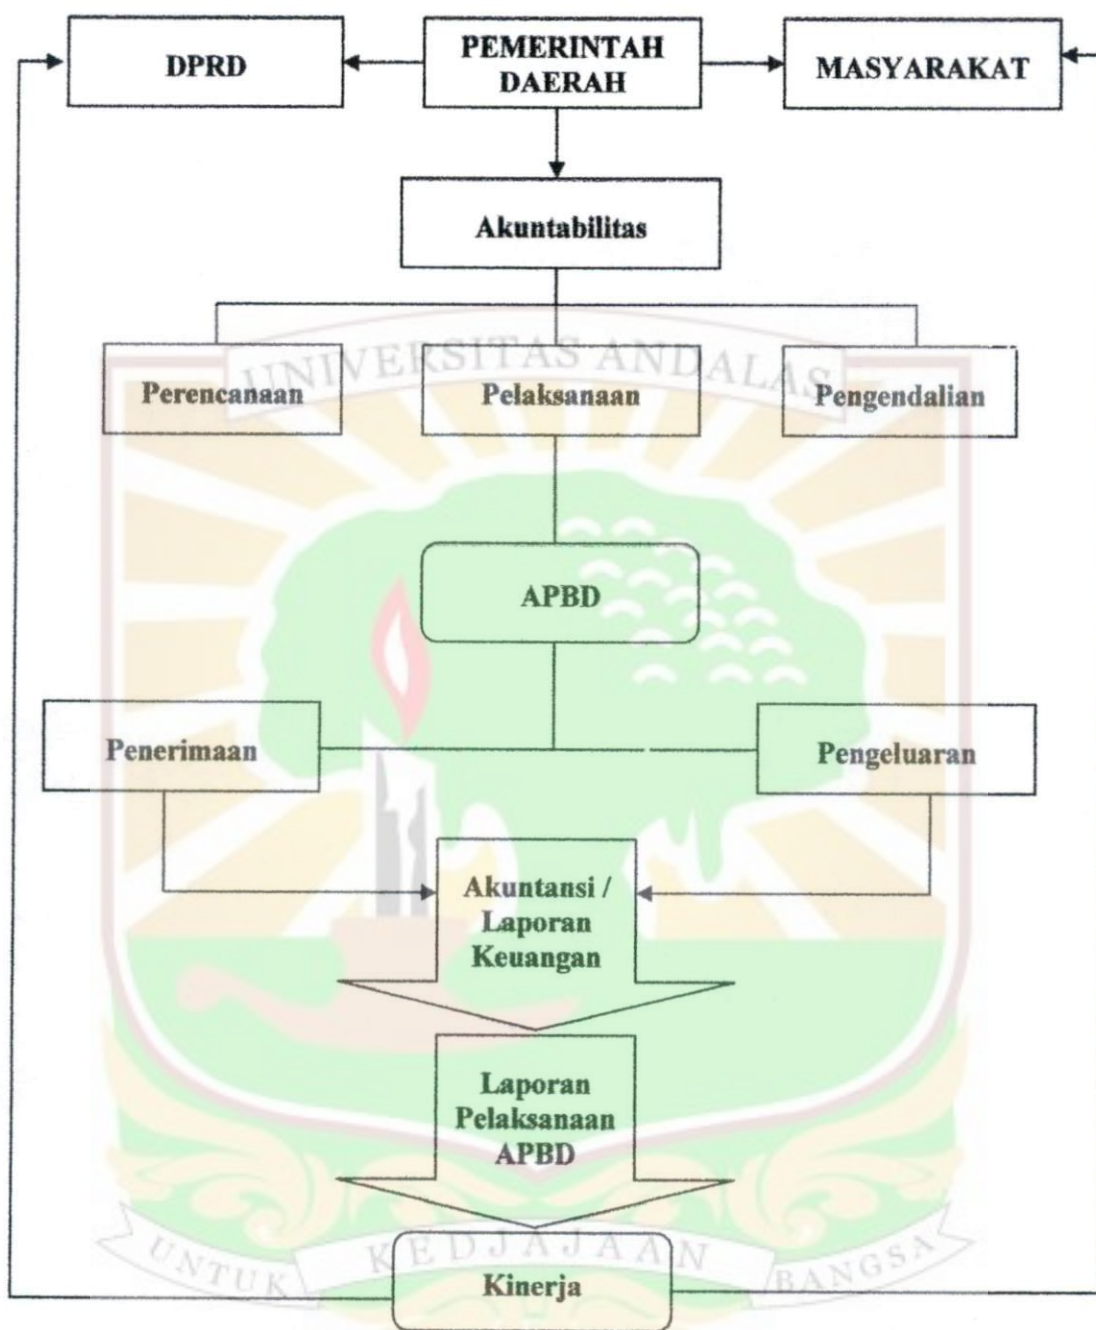 DPRD
PEMERINTAH
DAERAH
MASYARAKAT
Akuntabilitas
UNIVERSITAS ANDALAS
Perencanaan
Pelaksanaan
Pengendalian
APBD
Penerimaan
Pengeluaran
Akuntansi /
Laporan
Keuangan
Laporan
Pelaksanaan
APBD
UNTUK KEDJAJAAN BANGSA
Kinerja